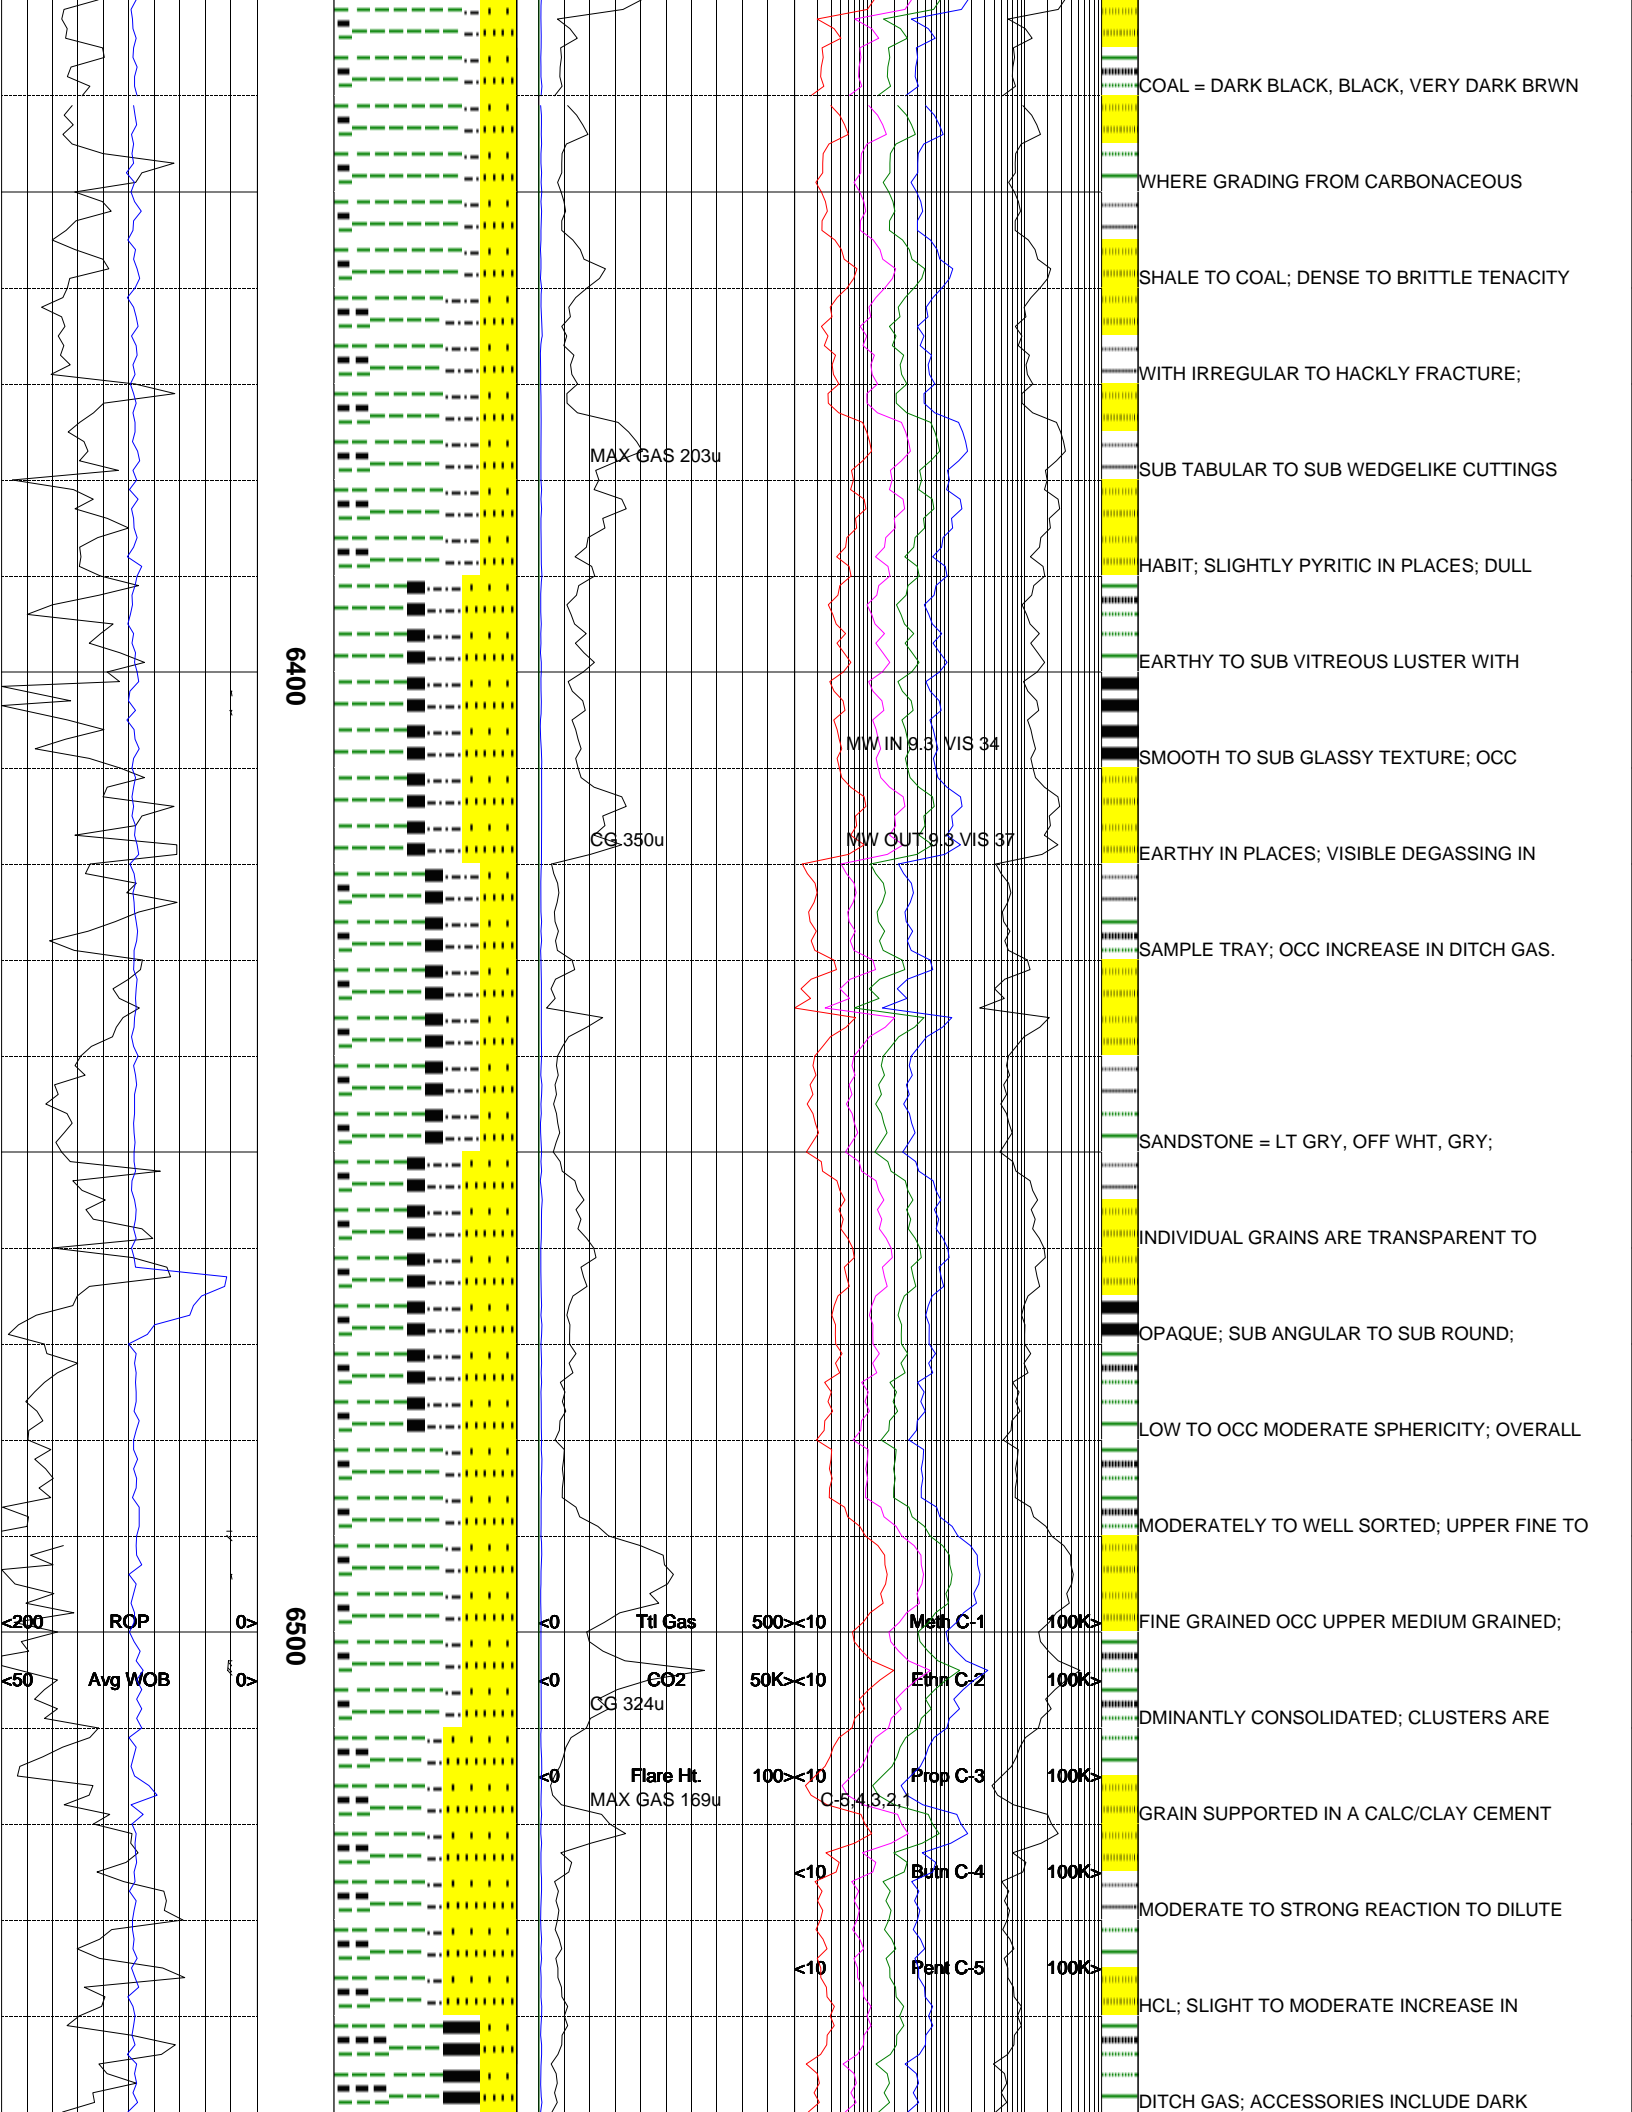 COAL = DARK BLACK, BLACK, VERY DARK BRWN
WHERE GRADING FROM CARBONACEOUS
SHALE TO COAL; DENSE TO BRITTLE TENACITY
WITH IRREGULAR TO HACKLY FRACTURE;
MAX GAS 203u
SUB TABULAR TO SUB WEDGELIKE CUTTINGS
HABIT; SLIGHTLY PYRITIC IN PLACES; DULL
6400
EARTHY TO SUB VITREOUS LUSTER WITH
MW IN 9.3, VIS 34
SMOOTH TO SUB GLASSY TEXTURE; OCC
CG 350u
MW OUT 9.3 VIS 37
EARTHY IN PLACES; VISIBLE DEGASSING IN
SAMPLE TRAY; OCC INCREASE IN DITCH GAS.
SANDSTONE = LT GRY, OFF WHT, GRY;
INDIVIDUAL GRAINS ARE TRANSPARENT TO
OPAQUE; SUB ANGULAR TO SUB ROUND;
LOW TO OCC MODERATE SPHERICITY; OVERALL
MODERATELY TO WELL SORTED; UPPER FINE TO
<200 ROP 0>
6500
<0 Ttl Gas 500>
<10 Meth C-1 100K>
FINE GRAINED OCC UPPER MEDIUM GRAINED;
<50 Avg WOB 0>
<0 CO2 50K>
<10 Ethn C-2 100K>
CG 324u
DMINANTLY CONSOLIDATED; CLUSTERS ARE
<0 Flare Ht. 100>
<10 Prop C-3 100K>
MAX GAS 169u
C-5,4,3,2,1
GRAIN SUPPORTED IN A CALC/CLAY CEMENT
<10 Butn C-4 100K>
MODERATE TO STRONG REACTION TO DILUTE
<10 Pent C-5 100K>
HCL; SLIGHT TO MODERATE INCREASE IN
DITCH GAS; ACCESSORIES INCLUDE DARK